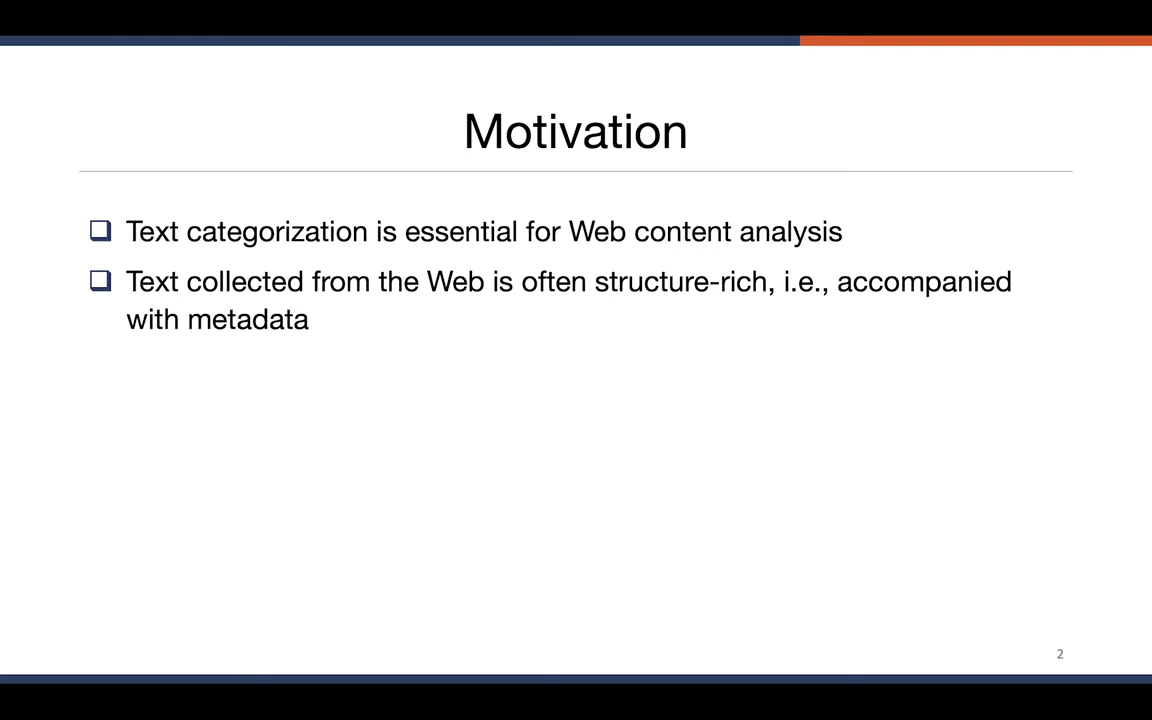 Motivation
Text categorization is essential for Web content analysis
Text collected from the Web is often structure-rich, i.e., accompanied
with metadata
2